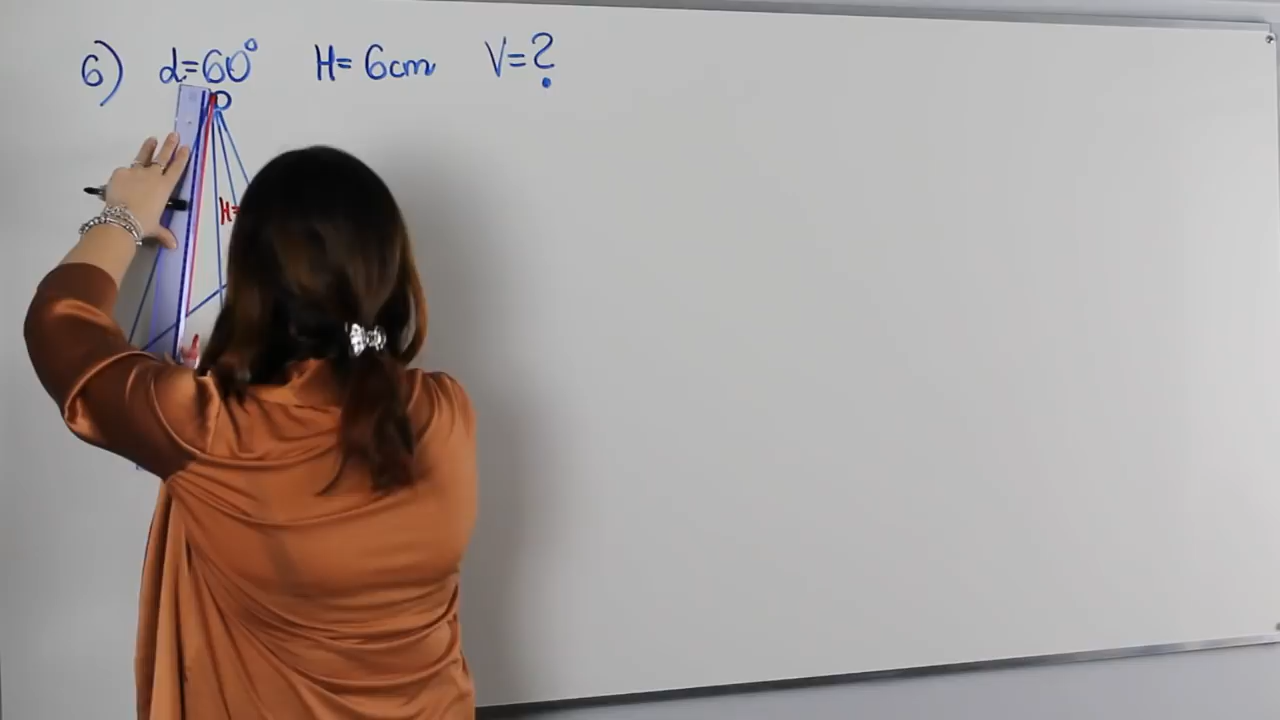 6) α=60° H= 6cm V=?
H=